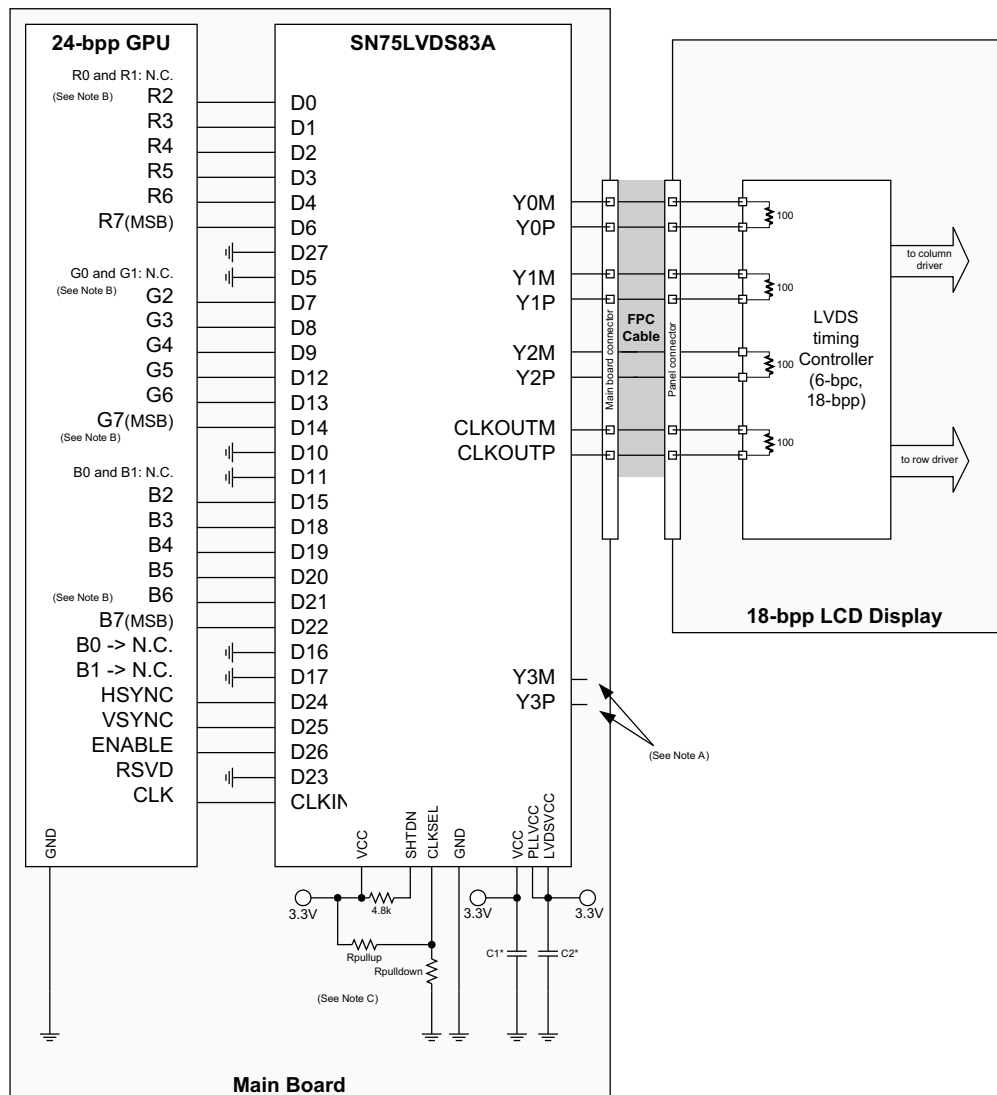 24-bpp GPU
R0 and R1: N.C.
(See Note B)
R2
R3
R4
R5
R6
R7(MSB)
G0 and G1: N.C.
(See Note B)
G2
G3
G4
G5
G6
G7(MSB)
(See Note B)
B0 and B1: N.C.
B2
B3
B4
B5
(See Note B)
B6
B7(MSB)
B0 -> N.C.
B1 -> N.C.
HSYNC
VSYNC
ENABLE
RSVD
CLK
GND
SN75LVDS83A
D0
D1
D2
D3
D4
D6
D27
D5
D7
D8
D9
D12
D13
D14
D10
D11
D15
D18
D19
D20
D21
D22
D16
D17
D24
D25
D26
D23
CLKIN
Y0M
Y0P
Y1M
Y1P
Y2M
Y2P
CLKOUTM
CLKOUTP
Y3M
Y3P
(See Note A)
VCC
SHTDN
CLKSEL
GND
VCC
PLLVCC
LVDSVCC
3.3V
4.8k
3.3V
3.3V
Rpullup
Rpulldown
C1*
C2*
(See Note C)
Main Board
Main board connector
FPC
Cable
Panel connector
100
100
100
100
LVDS
timing
Controller
(6-bpc,
18-bpp)
to column
driver
to row driver
18-bpp LCD Display